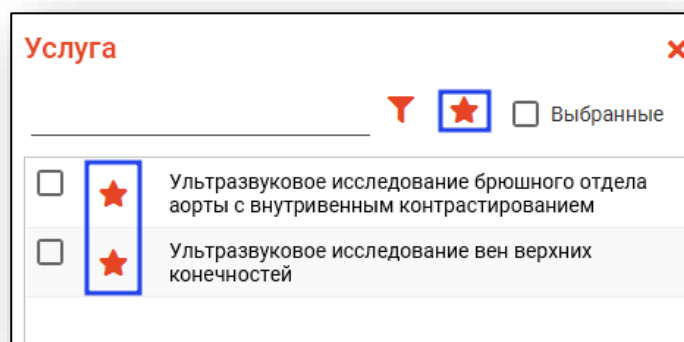 Услуга
Выбранные
Ультразвуковое исследование брюшного отдела
аорты с внутривенным контрастированием
Ультразвуковое исследование вен верхних
конечностей